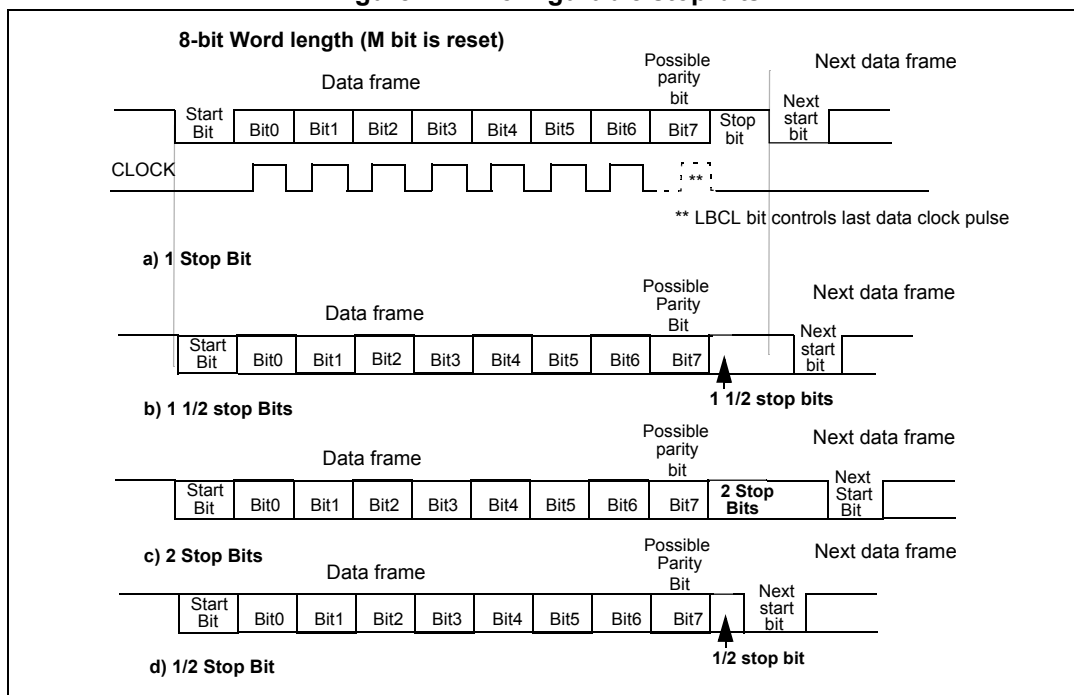 8-bit Word length (M bit is reset)
Data frame
Possible
parity
bit
Next data frame
Start
Bit
Bit0
Bit1
Bit2
Bit3
Bit4
Bit5
Bit6
Bit7
Stop
bit
Next
start
bit
CLOCK
**
** LBCL bit controls last data clock pulse
a) 1 Stop Bit
Data frame
Possible
Parity
Bit
Next data frame
Start
Bit
Bit0
Bit1
Bit2
Bit3
Bit4
Bit5
Bit6
Bit7
Next
start
bit
1 1/2 stop bits
b) 1 1/2 stop Bits
Data frame
Possible
parity
bit
Next data frame
Start
Bit
Bit0
Bit1
Bit2
Bit3
Bit4
Bit5
Bit6
Bit7
2 Stop
Bits
Next
Start
Bit
c) 2 Stop Bits
Data frame
Possible
Parity
Bit
Next data frame
Start
Bit
Bit0
Bit1
Bit2
Bit3
Bit4
Bit5
Bit6
Bit7
Next
start
bit
1/2 stop bit
d) 1/2 Stop Bit